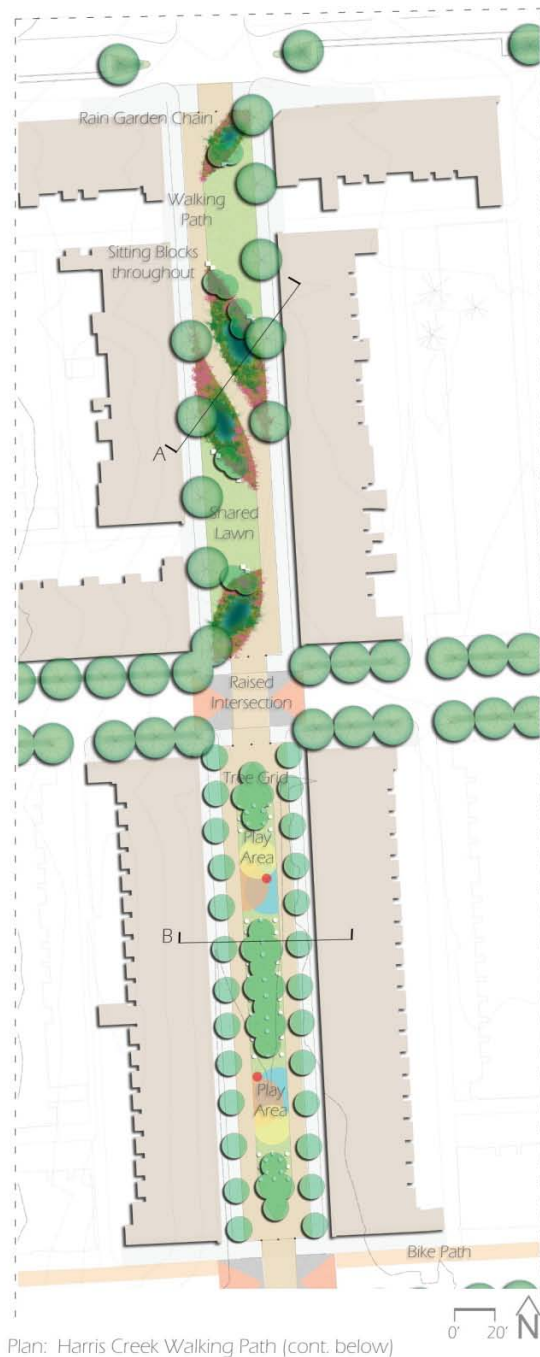 Rain Garden Chain
Walking
Path
Sitting Blocks
throughout
A
Shared
Lawn
Raised
Intersection
Tree Grid
Play
Area
B
Play
Area
Bike Path
0' 20' N
Plan: Harris Creek Walking Path (cont. below)